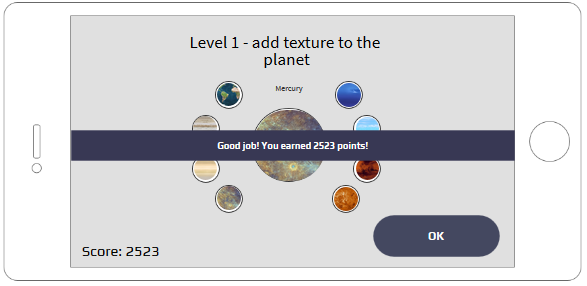 Level 1 - add texture to the
planet
Mercury
Good job! You earned 2523 points!
OK
Score: 2523